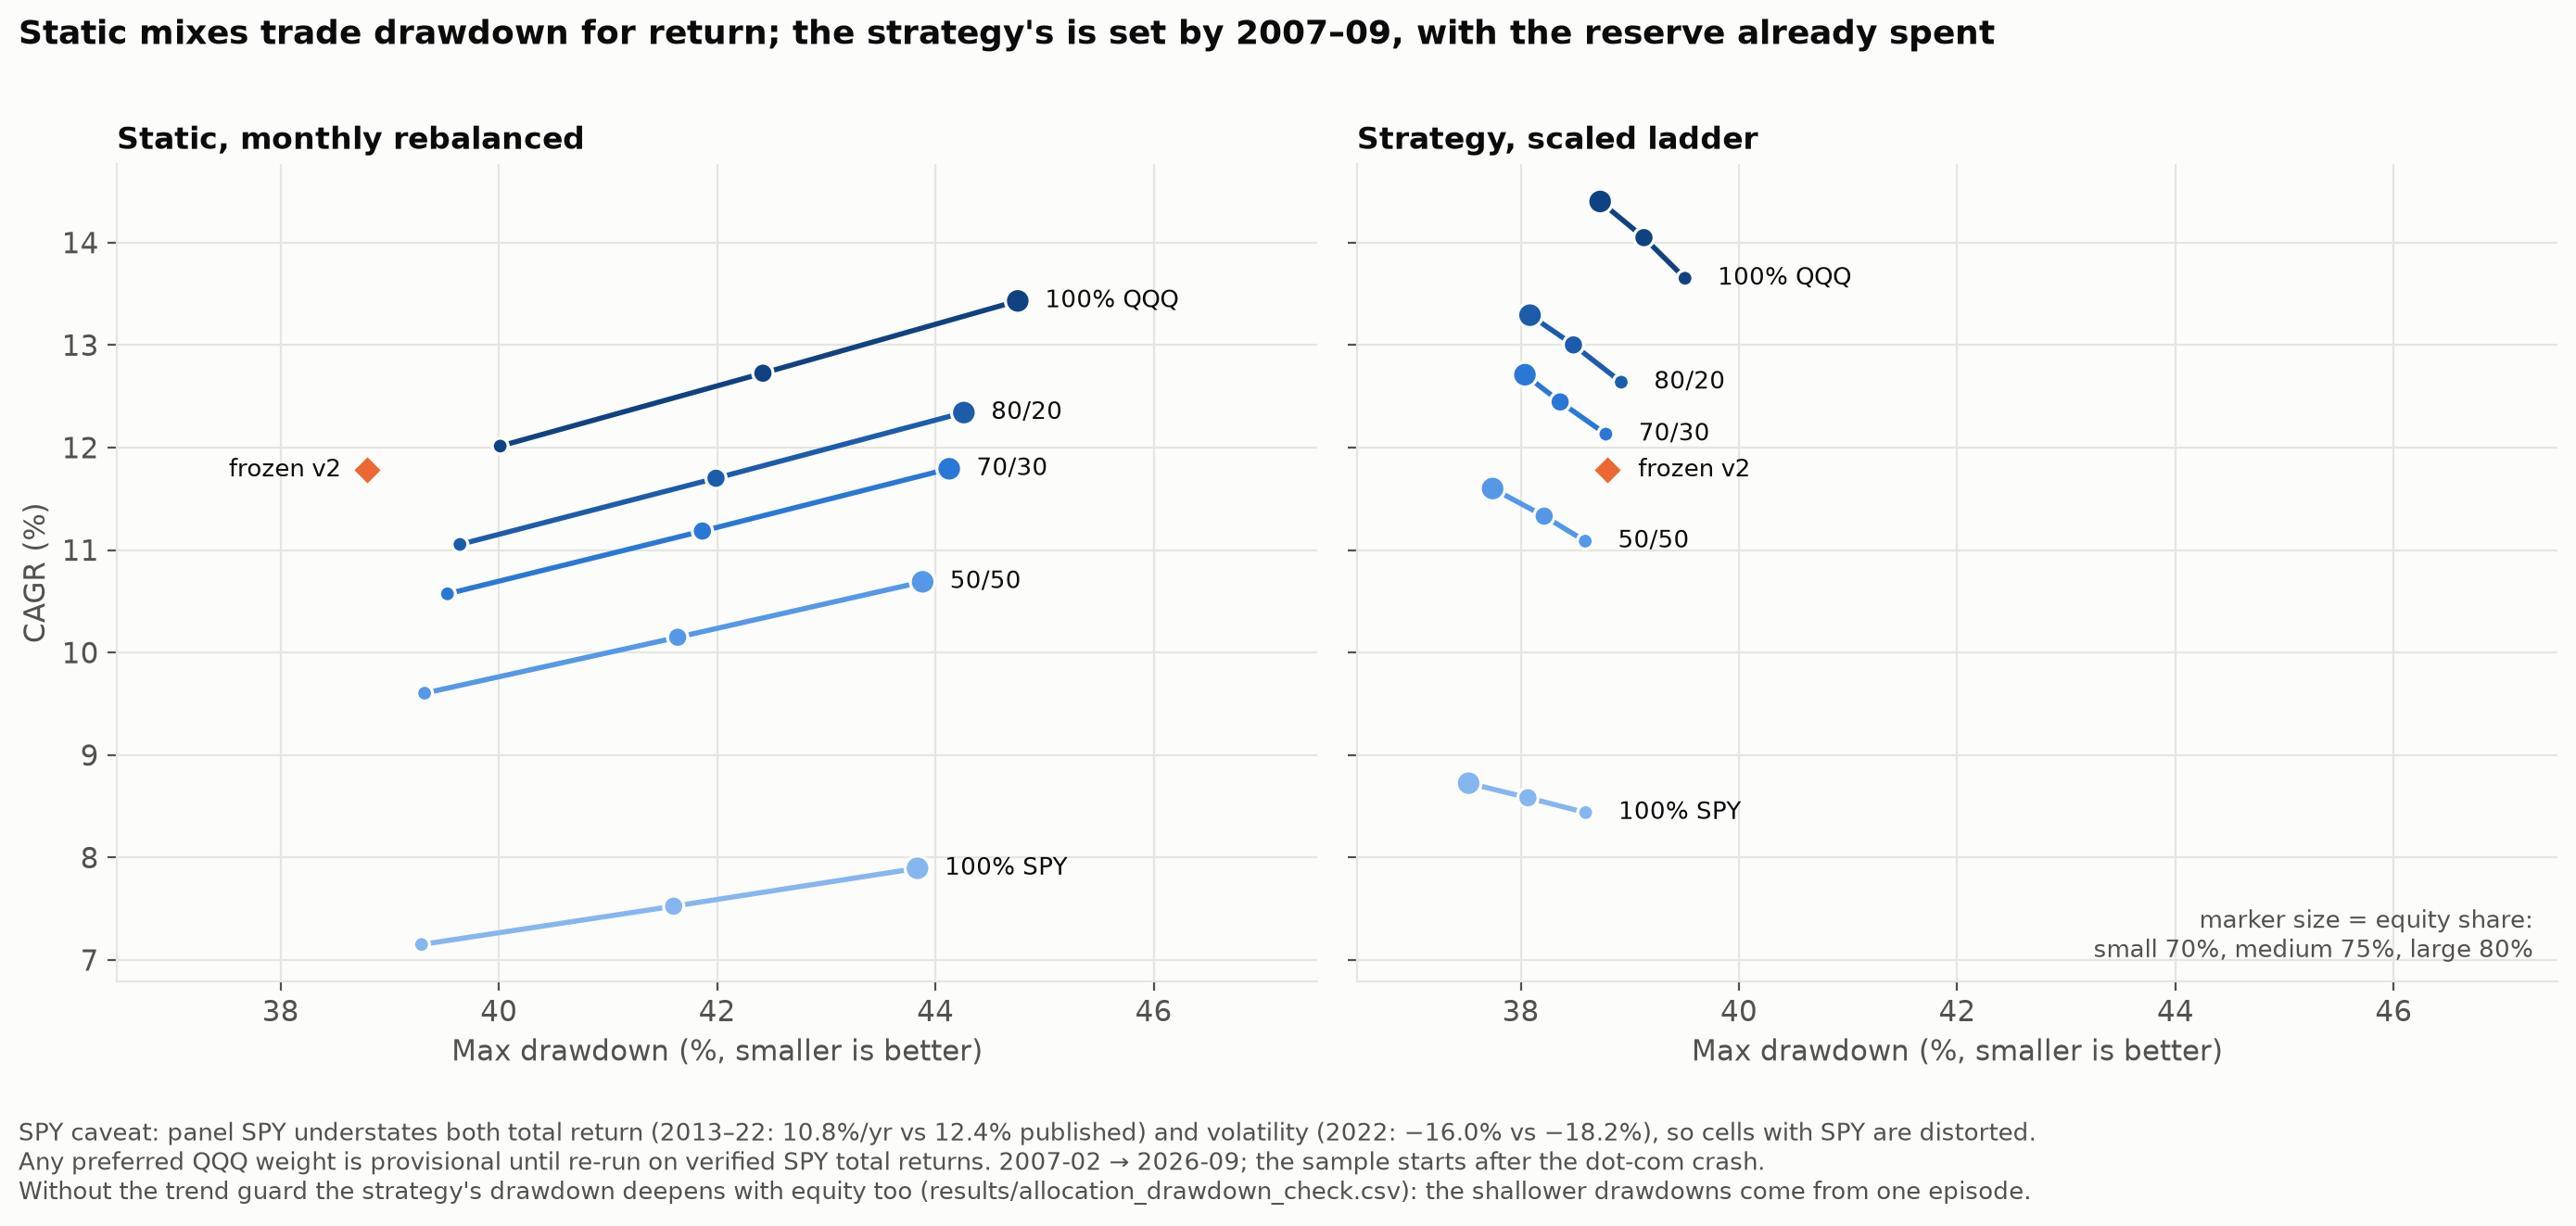 Static mixes trade drawdown for return; the strategy's is set by 2007–09, with the reserve already spent
Static, monthly rebalanced
CAGR (%)
14
13
12
11
10
9
8
7
100% QQQ
80/20
frozen v2
70/30
50/50
100% SPY
38
40
42
44
46
Max drawdown (%, smaller is better)
Strategy, scaled ladder
100% QQQ
80/20
70/30
frozen v2
50/50
100% SPY
marker size = equity share:
small 70%, medium 75%, large 80%
38
40
42
44
46
Max drawdown (%, smaller is better)
SPY caveat: panel SPY understates both total return (2013–22: 10.8%/yr vs 12.4% published) and volatility (2022: −16.0% vs −18.2%), so cells with SPY are distorted.
Any preferred QQQ weight is provisional until re-run on verified SPY total returns. 2007-02 → 2026-09; the sample starts after the dot-com crash.
Without the trend guard the strategy's drawdown deepens with equity too (results/allocation_drawdown_check.csv): the shallower drawdowns come from one episode.